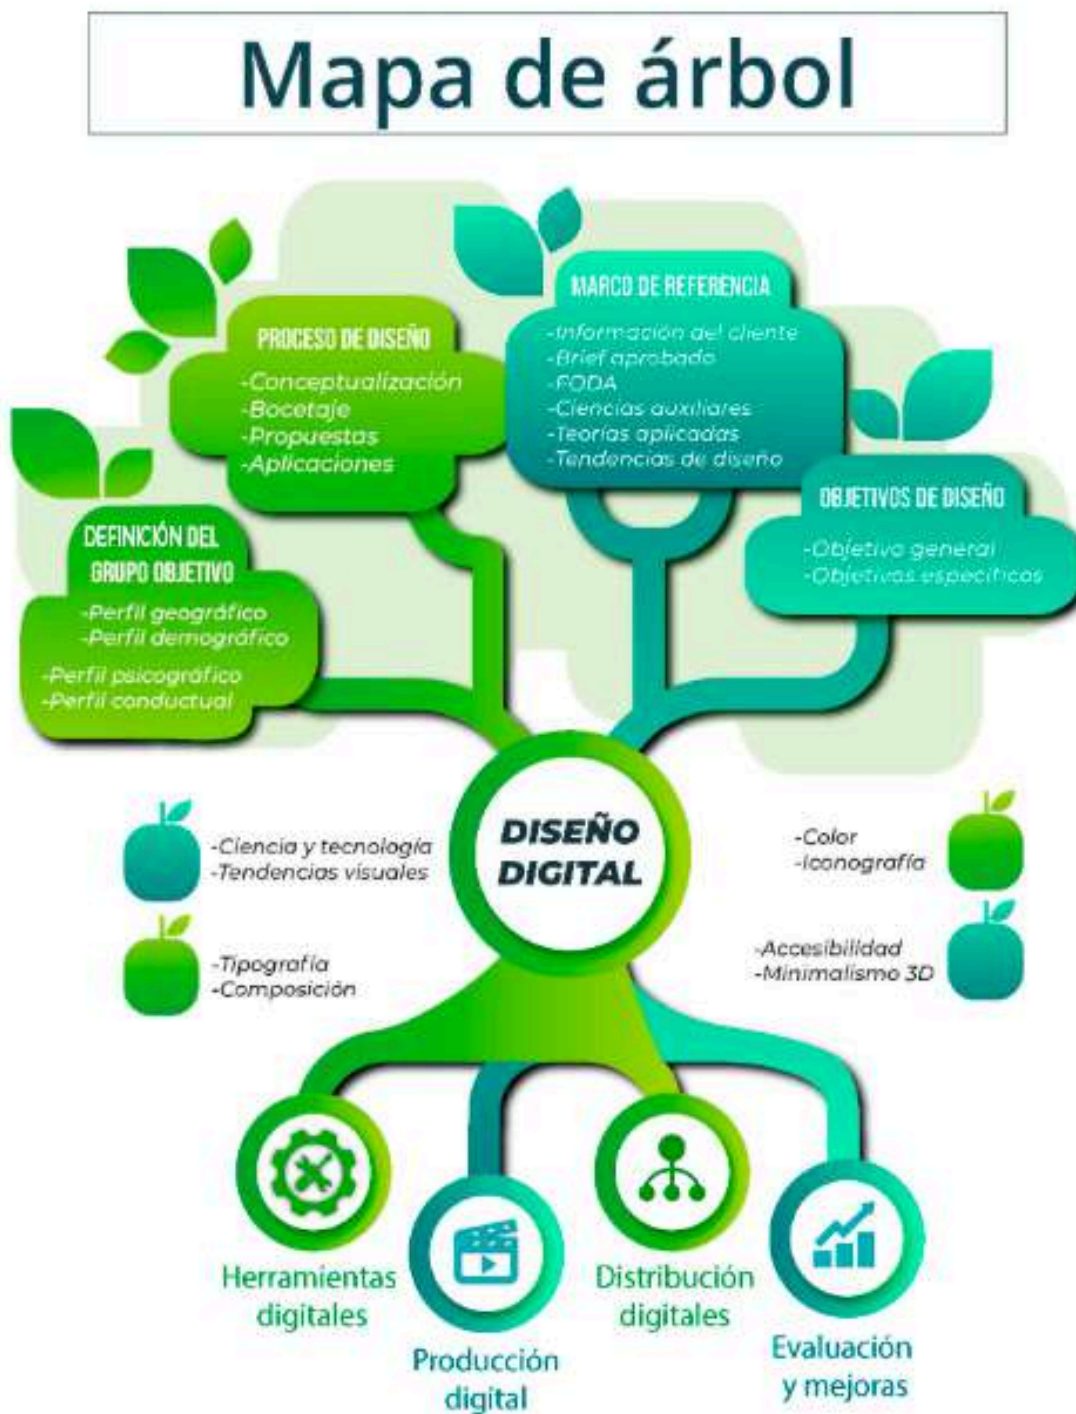 Mapa de árbol
MARCO DE REFERENCIA
-Información del cliente
-Brief aprobado
-FODA
-Ciencias auxiliares
-Teorías aplicadas
-Tendencias de diseño
PROCESO DE DISEÑO
-Conceptualización
-Bocetaje
-Propuestas
-Aplicaciones
OBJETIVOS DE DISEÑO
-Objetivo general
-Objetivos específicos
DEFINICIÓN DEL
GRUPO OBJETIVO
-Perfil geográfico
-Perfil demográfico
-Perfil psicográfico
-Perfil conductual
DISEÑO
DIGITAL
-Ciencia y tecnología
-Tendencias visuales
-Color
-Iconografía
-Tipografía
-Composición
-Accesibilidad
-Minimalismo 3D
Herramientas
digitales
Producción
digital
Distribución
digitales
Evaluación
y mejoras